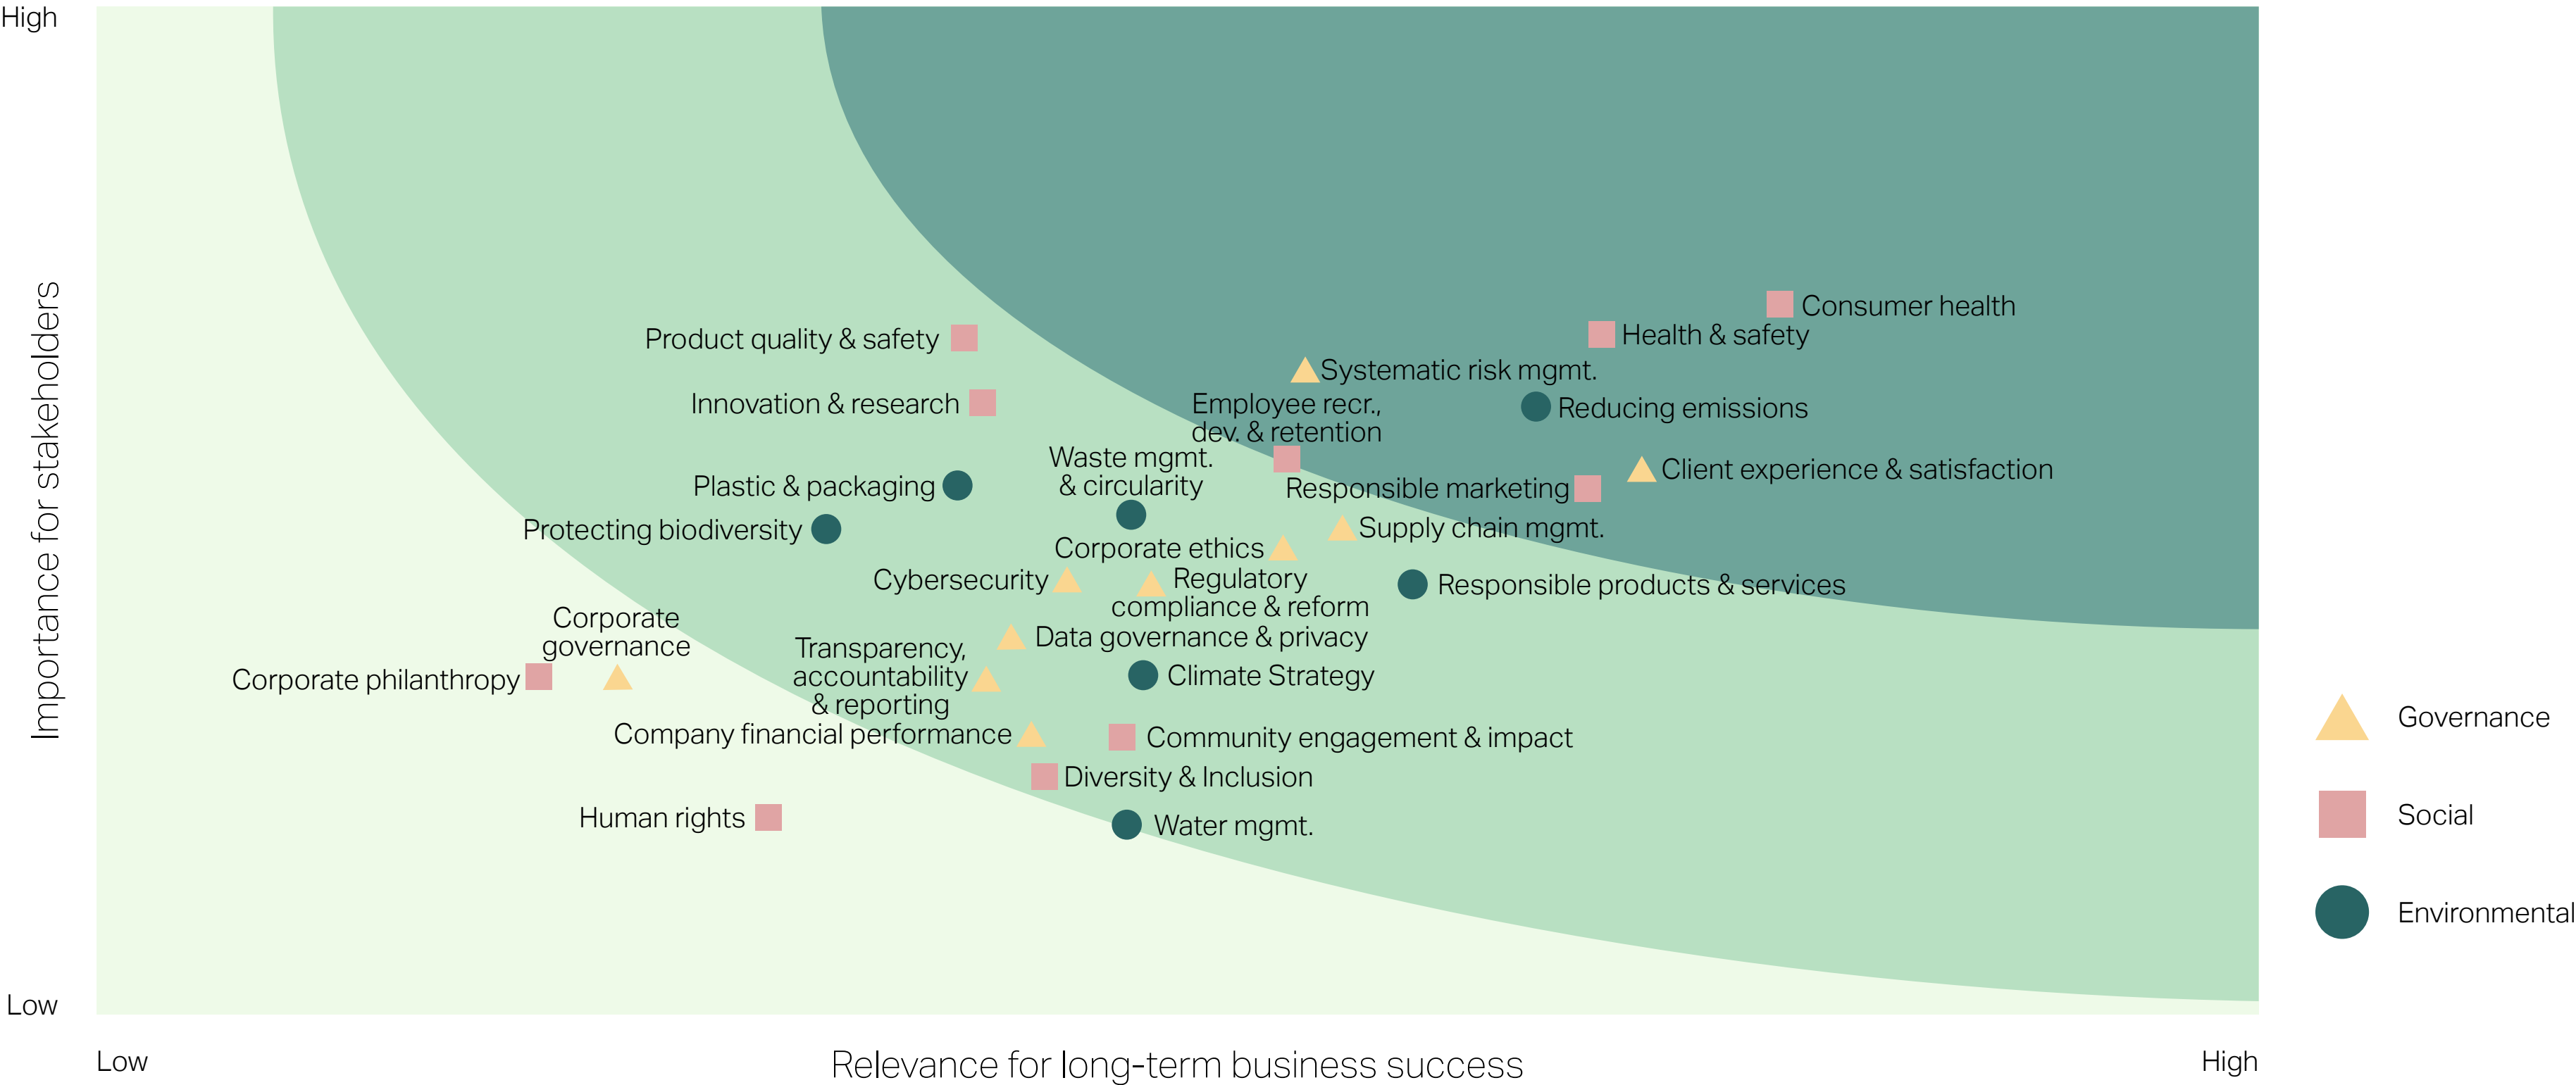 High
Importance for stakeholders
Consumer health
Health & safety
Product quality & safety
Systematic risk mgmt.
Innovation & research
Employee recr.,
dev. & retention
Reducing emissions
Waste mgmt.
& circularity
Client experience & satisfaction
Plastic & packaging
Responsible marketing
Protecting biodiversity
Supply chain mgmt.
Corporate ethics
Cybersecurity
Regulatory
compliance & reform
Responsible products & services
Corporate
governance
Data governance & privacy
Transparency,
accountability
& reporting
Corporate philanthropy
Climate Strategy
Company financial performance
Community engagement & impact
Diversity & Inclusion
Human rights
Water mgmt.
Governance
Social
Environmental
Low
Low
Relevance for long-term business success
High